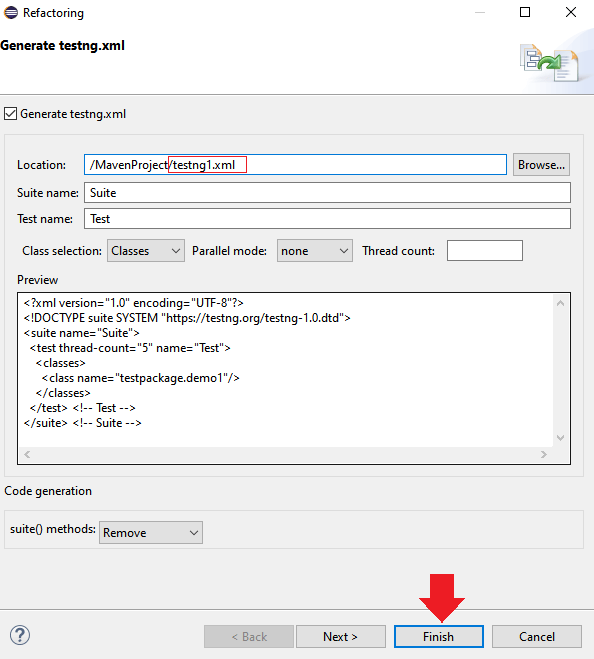 Refactoring
Generate testng.xml
Generate testng.xml
Location: /MavenProject/testng1.xml Browse...
Suite name: Suite
Test name: Test
Class selection: Classes Parallel mode: none Thread count:
Preview
<?xml version="1.0" encoding="UTF-8"?>
<!DOCTYPE suite SYSTEM "https://testng.org/testng-1.0.dtd">
<suite name="Suite">
  <test thread-count="5" name="Test">
    <classes>
      <class name="testpackage.demo1"/>
    </classes>
  </test> <!-- Test -->
</suite> <!-- Suite -->
Code generation
suite() methods: Remove
? < Back Next > Finish Cancel